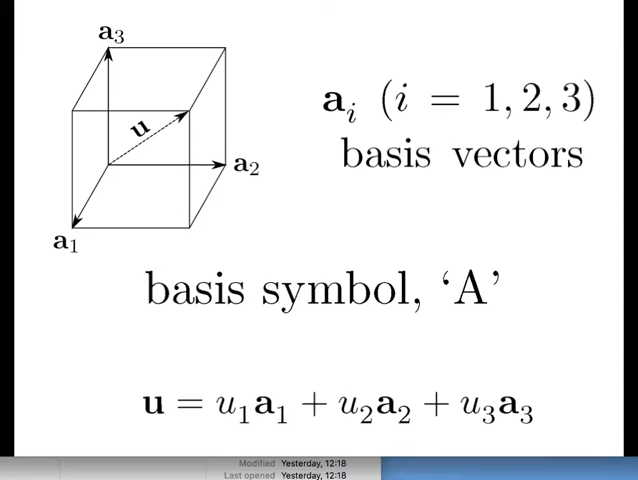 a₃
aᵢ (i = 1, 2, 3)
basis vectors
u
a₂
a₁
basis symbol, ‘A’
u = u₁a₁ + u₂a₂ + u₃a₃
Modified Yesterday, 12:18
Last opened Yesterday, 12:18